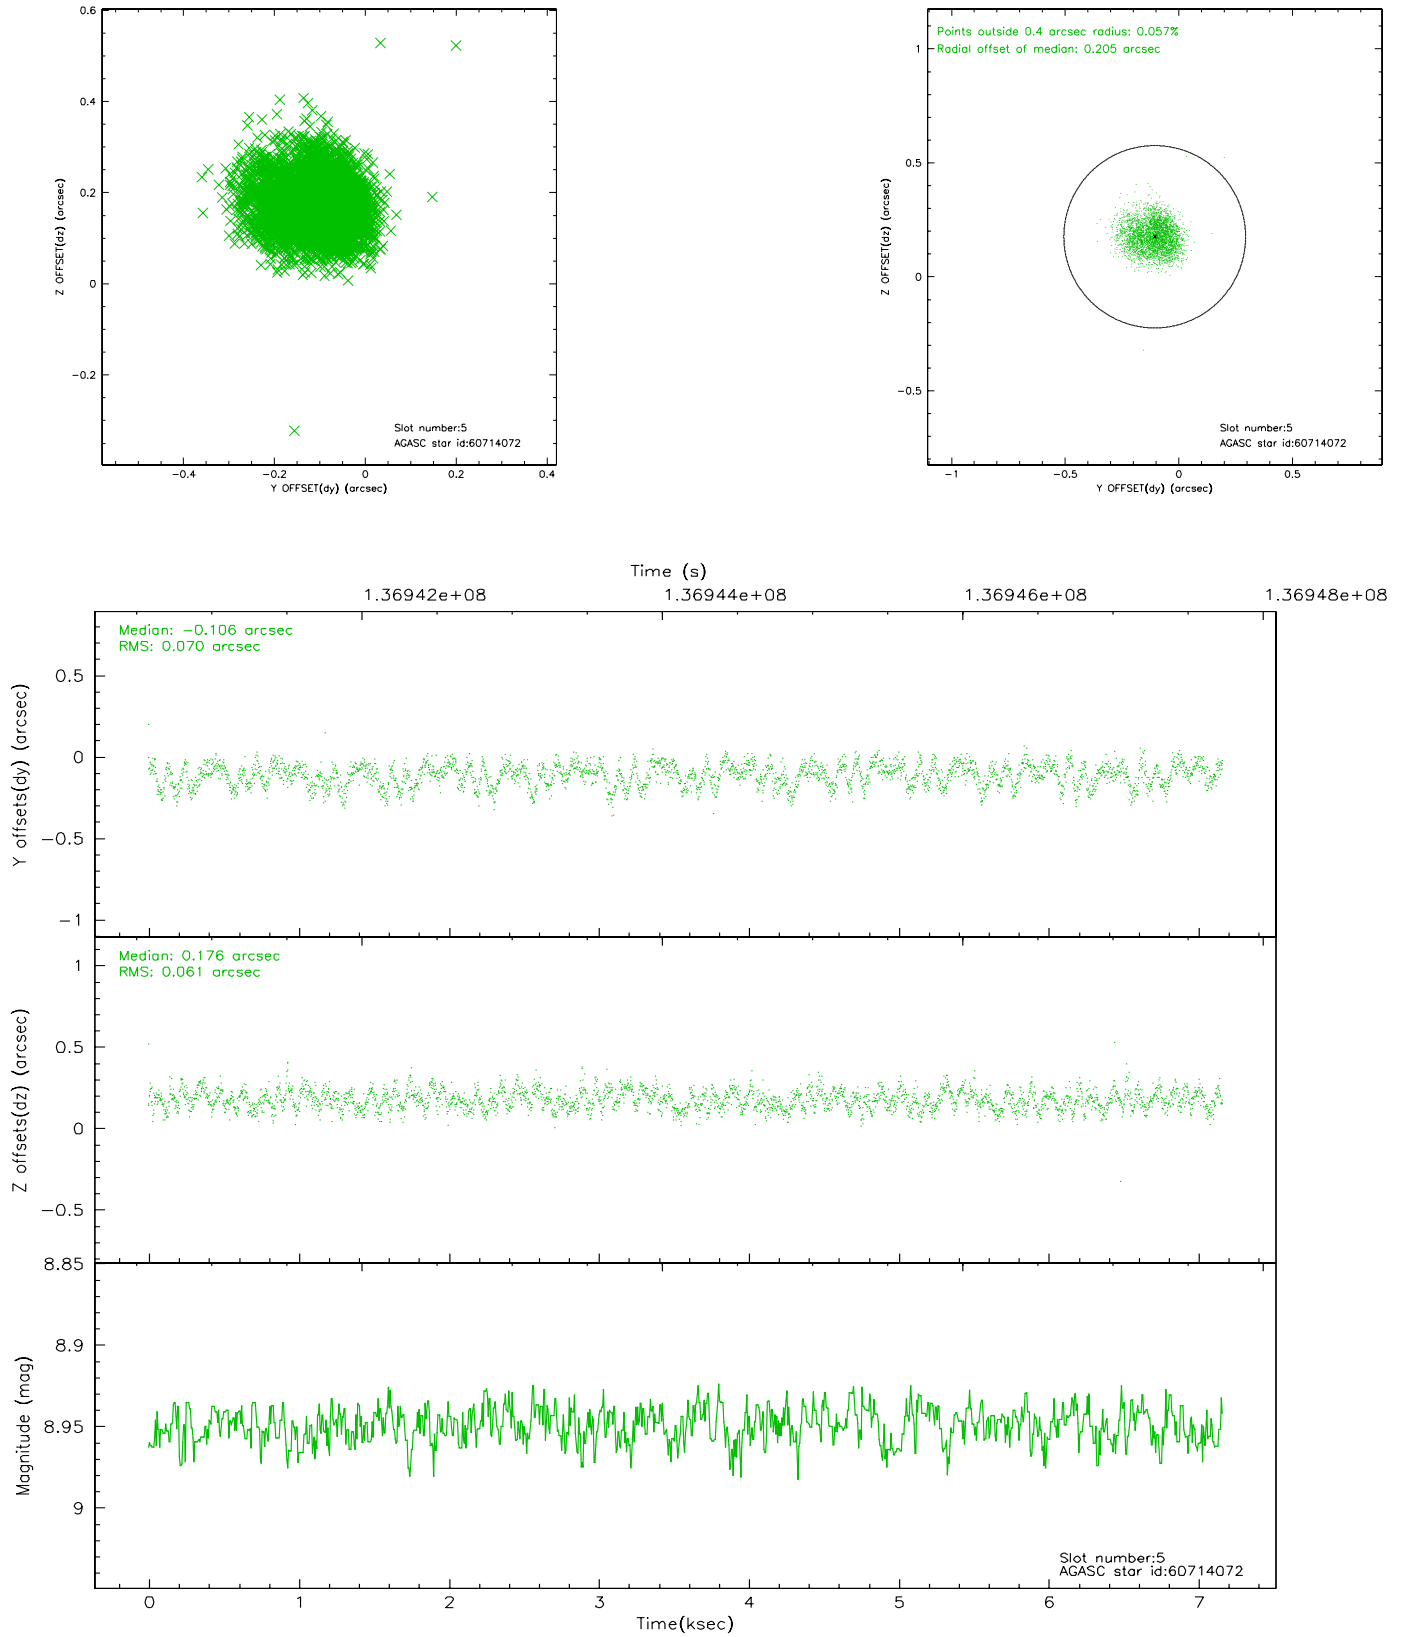 0.6
0.4
0.2
0
−0.2
Z OFFSET(dz) (arcsec)
Slot number:5
AGASC star id:60714072
−0.4 −0.2 0 0.2 0.4
Y OFFSET(dy) (arcsec)
Points outside 0.4 arcsec radius: 0.057%
Radial offset of median: 0.205 arcsec
1
0.5
0
−0.5
Z OFFSET(dz) (arcsec)
Slot number:5
AGASC star id:60714072
−1 −0.5 0 0.5
Y OFFSET(dy) (arcsec)
Time (s)
1.36942e+08 1.36944e+08 1.36946e+08 1.36948e+08
Median: −0.106 arcsec
RMS: 0.070 arcsec
0.5
0
−0.5
−1
Y offsets(dy) (arcsec)
Median: 0.176 arcsec
RMS: 0.061 arcsec
1
0.5
0
−0.5
Z offsets(dz) (arcsec)
8.85
8.9
8.95
9
Magnitude (mag)
Slot number:5
AGASC star id:60714072
0 1 2 3 4 5 6 7
Time(ksec)